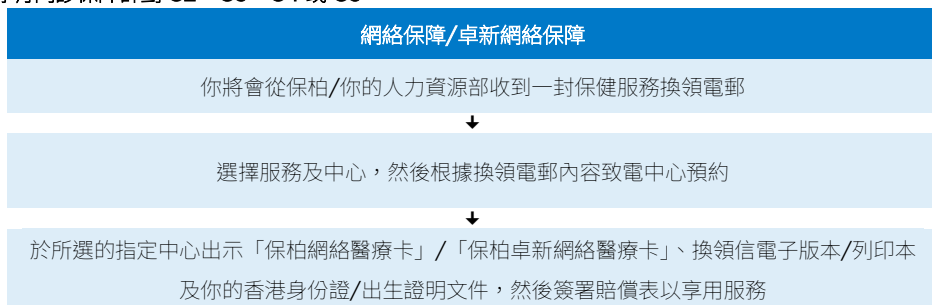 網絡保障/卓新網絡保障
你將會從保柏/你的人力資源部收到一封保健服務換領電郵
選擇服務及中心，然後根據換領電郵內容致電中心預約
於所選的指定中心出示「保柏網絡醫療卡」/「保柏卓新網絡醫療卡」、換領信電子版本/列印本
及你的香港身份證/出生證明文件，然後簽署賠償表以享用服務